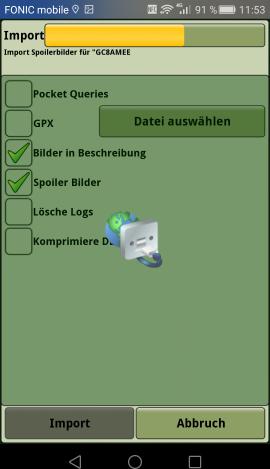 FONIC mobile 91 % 11:53
Import
Import Spoilerbilder für "GC8AMEE
Pocket Queries
GPX Datei auswählen
Bilder in Beschreibung
Spoiler Bilder
Lösche Logs
Komprimiere
Import Abbruch